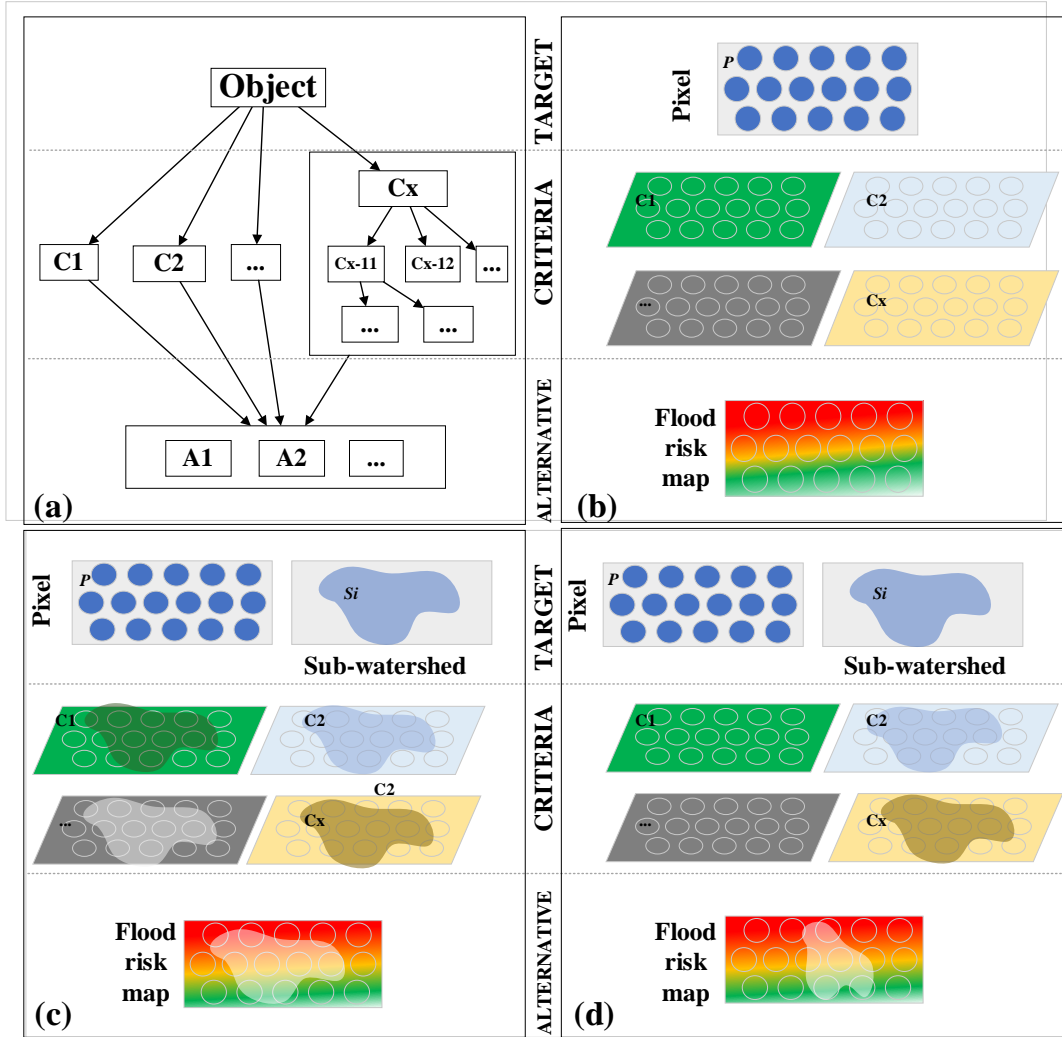 Object
Cx
C1
C2
...
Cx-11
Cx-12
...
...
...
A1
A2
...
(a)
TARGET
CRITERIA
ALTERNATIVE
Pixel
P
C1
C2
...
Cx
Flood
risk
map
(b)
Pixel
P
Si
Sub-watershed
C1
C2
C2
...
Cx
Flood
risk
map
(c)
TARGET
CRITERIA
ALTERNATIVE
Pixel
P
Si
Sub-watershed
C1
C2
...
Cx
Flood
risk
map
(d)